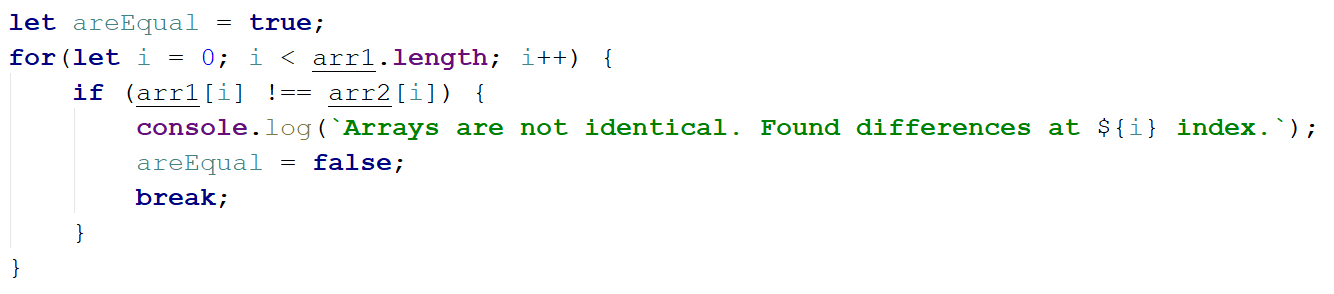 let areEqual = true;
for(let i = 0; i < arr1.length; i++) {
    if (arr1[i] !== arr2[i]) {
        console.log(`Arrays are not identical. Found differences at ${i} index.`);
        areEqual = false;
        break;
    }
}